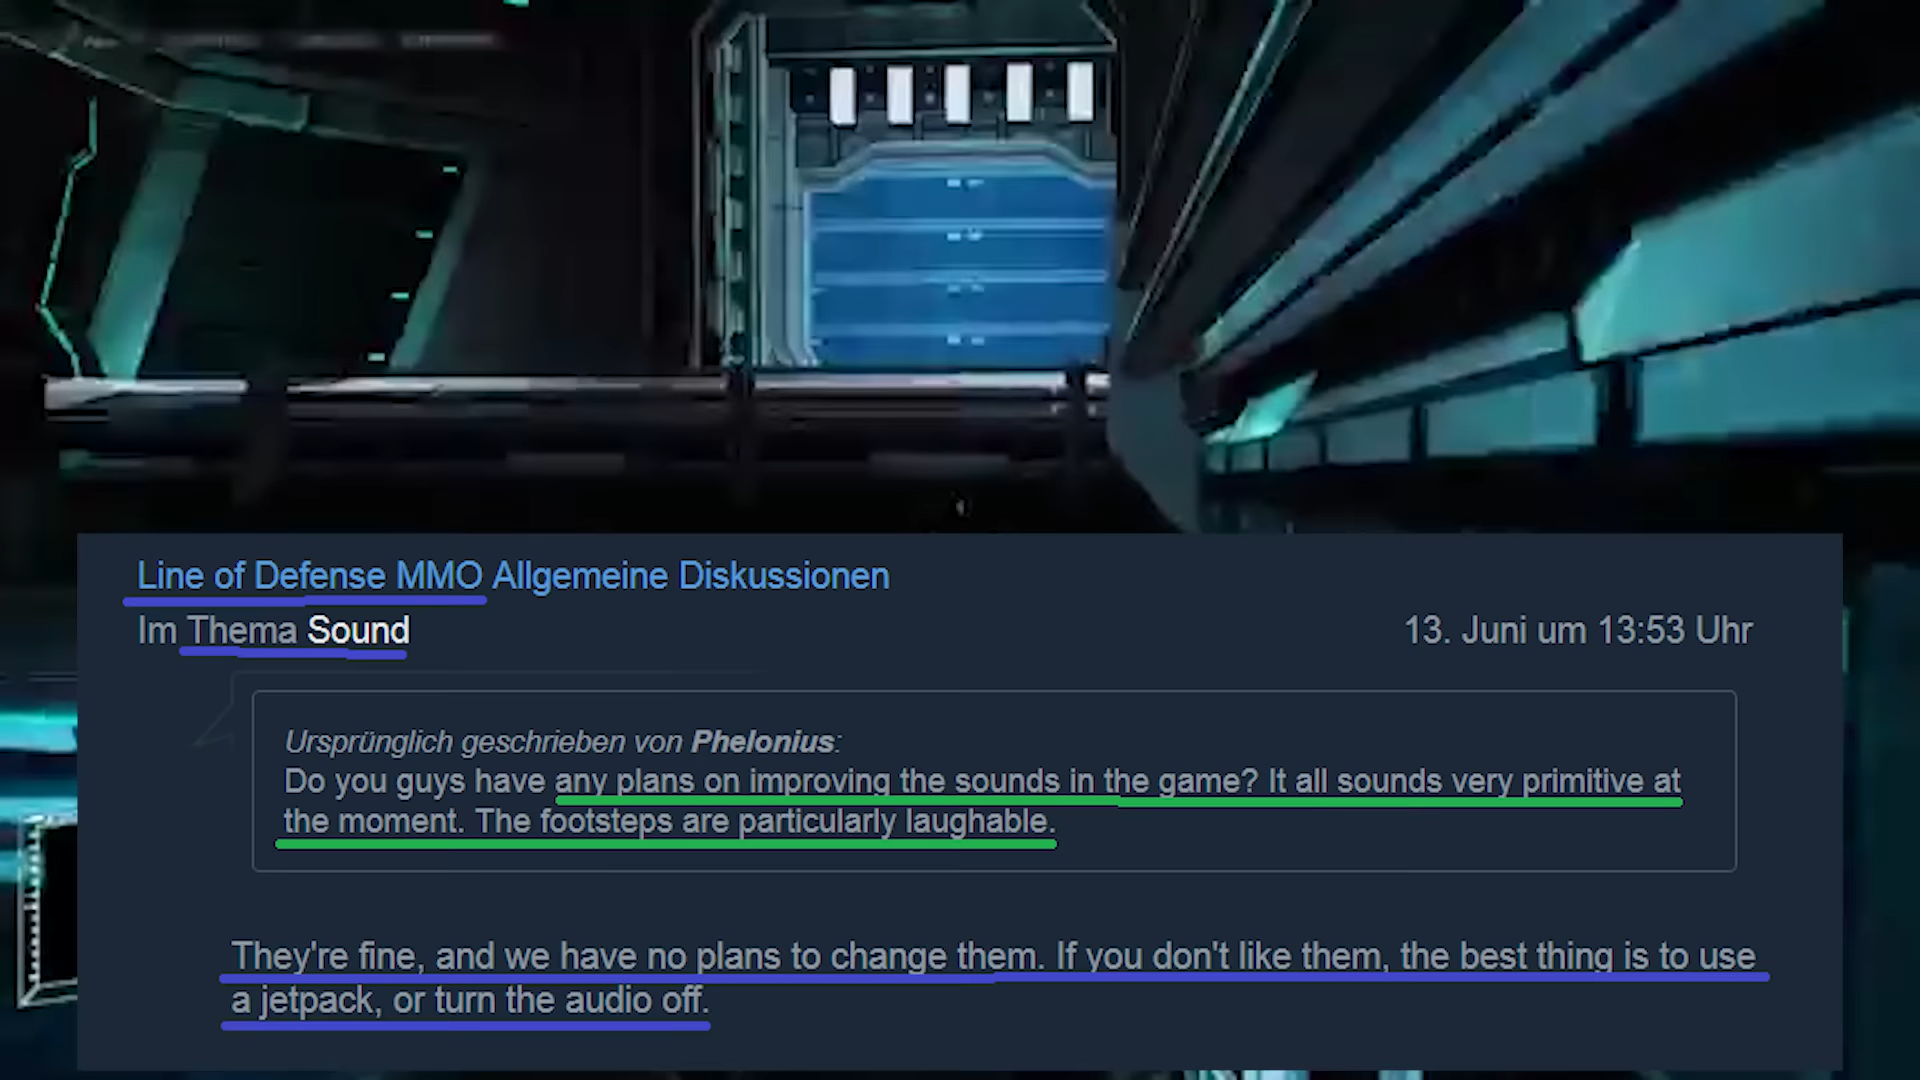 Line of Defense MMO Allgemeine Diskussionen
Im Thema Sound
13. Juni um 13:53 Uhr
Ursprünglich geschrieben von Phelonius:
Do you guys have any plans on improving the sounds in the game? It all sounds very primitive at
the moment. The footsteps are particularly laughable.
They're fine, and we have no plans to change them. If you don't like them, the best thing is to use
a jetpack, or turn the audio off.